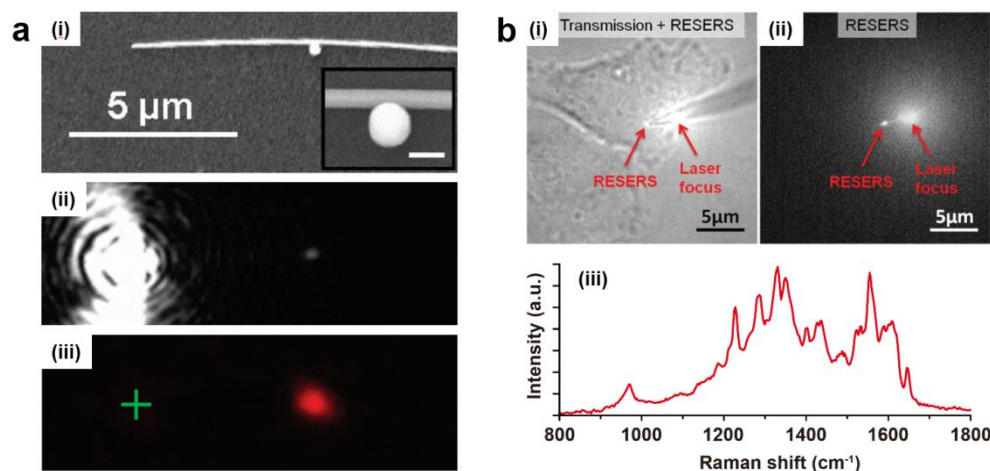 a
(i)
5 µm
(ii)
(iii)
b
(i)
Transmission + RESERS
RESERS
Laser
focus
5µm
(ii)
RESERS
RESERS
Laser
focus
5µm
(iii)
Intensity (a.u.)
800 1000 1200 1400 1600 1800
Raman shift (cm⁻¹)